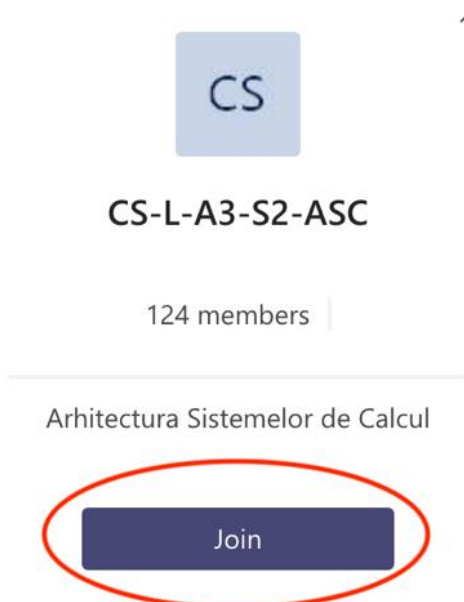 CS
CS-L-A3-S2-ASC
124 members
Arhitectura Sistemelor de Calcul
Join